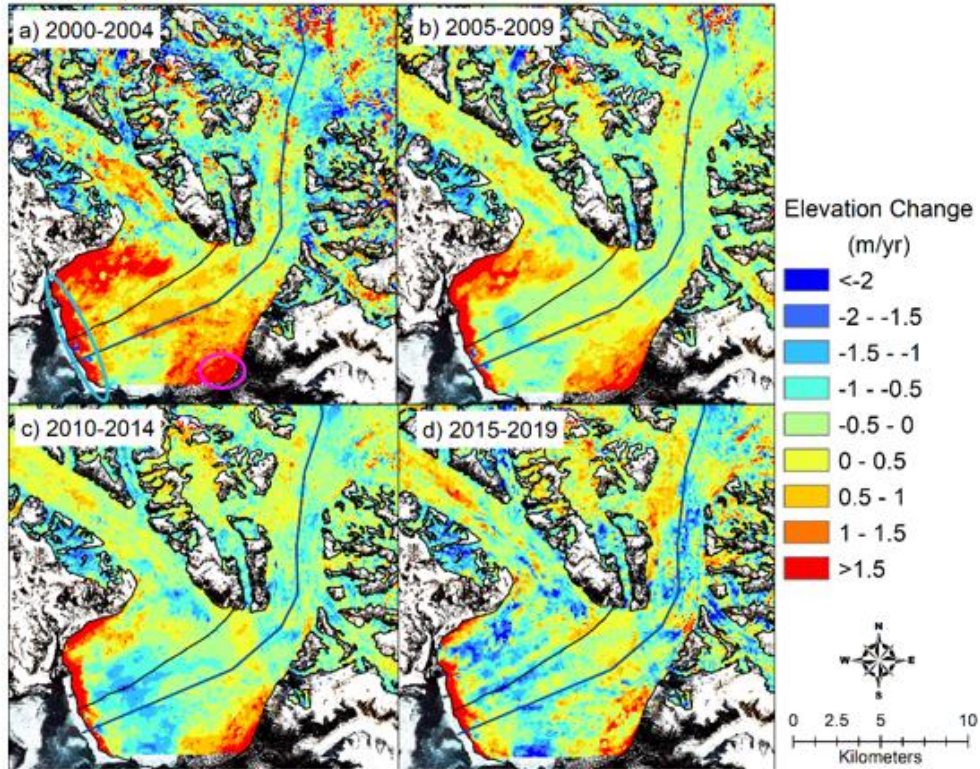 a) 2000-2004
b) 2005-2009
c) 2010-2014
d) 2015-2019
Elevation Change
(m/yr)
<-2
-2 - -1.5
-1.5 - -1
-1 - -0.5
-0.5 - 0
0 - 0.5
0.5 - 1
1 - 1.5
>1.5
N
W E
S
0 2.5 5 10
Kilometers